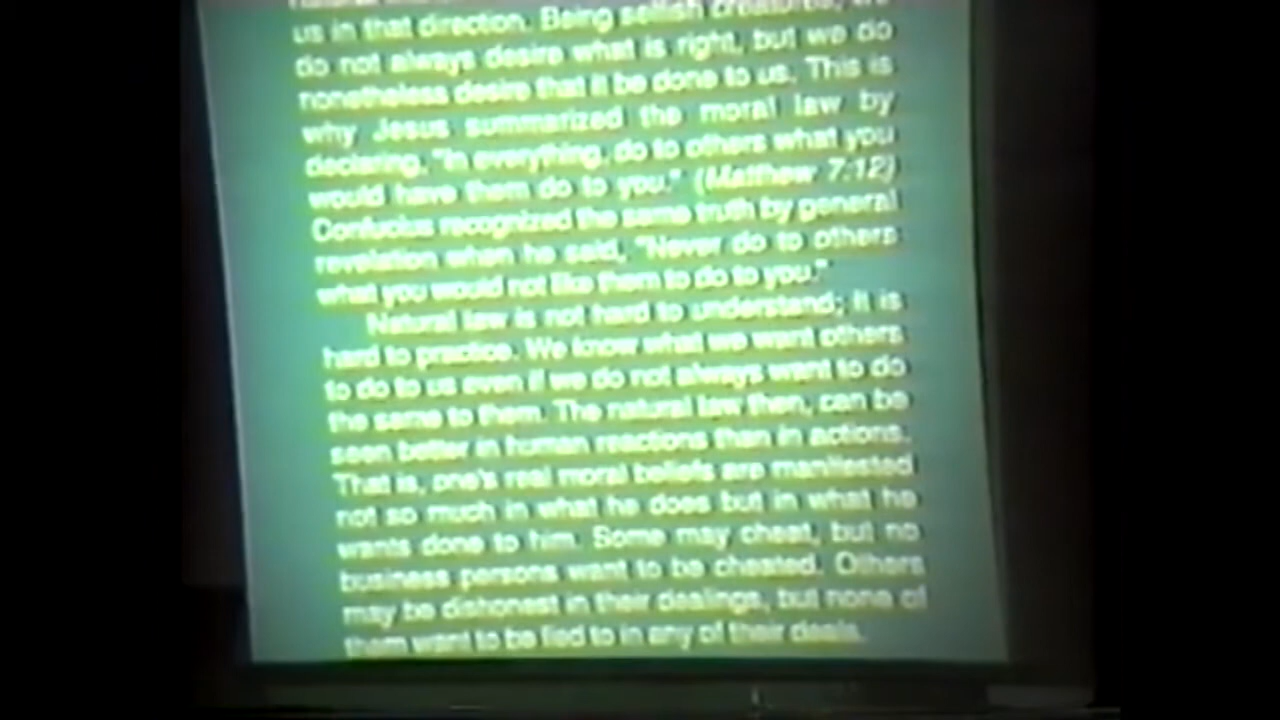 us in that direction. Being selfish creatures, we
do not always desire what is right, but we do
nonetheless desire that it be done to us. This is
why Jesus summarized the moral law by
declaring, "In everything, do to others what you
would have them do to you." (Matthew 7:12)
Confucius recognized the same truth by general
revelation when he said, "Never do to others
what you would not like them to do to you."
Natural law is not hard to understand; it is
hard to practice. We know what we want others
to do to us even if we do not always want to do
the same to them. The natural law then, can be
seen better in human reactions than in actions.
That is, one's real moral beliefs are manifested
not so much in what he does but in what he
wants done to him. Some may cheat, but no
business persons want to be cheated. Others
may be dishonest in their dealings, but none of
them want to be lied to in any of their deals.